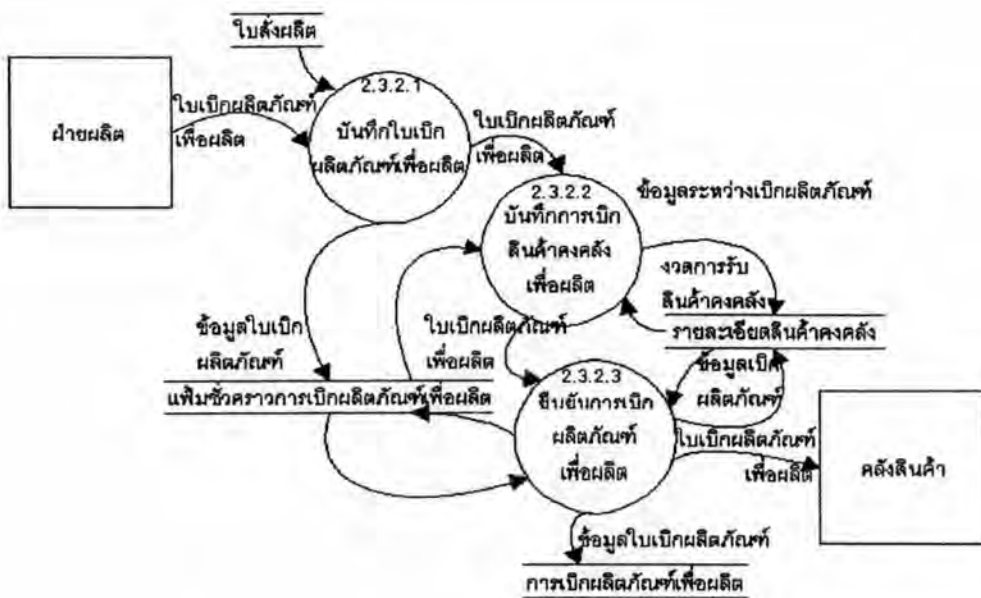 ใบสั่งผลิต
ฝ่ายผลิต
ใบเบิกผลิตภัณฑ์
เพื่อผลิต
2.3.2.1
บันทึกใบเบิก
ผลิตภัณฑ์เพื่อผลิต
ใบเบิกผลิตภัณฑ์
เพื่อผลิต
2.3.2.2
บันทึกการเบิก
สินค้าคงคลัง
เพื่อผลิต
ข้อมูลระหว่างเบิกผลิตภัณฑ์
งวดการรับ
สินค้าคงคลัง
รายละเอียดสินค้าคงคลัง
ข้อมูลใบเบิก
ผลิตภัณฑ์
ใบเบิกผลิตภัณฑ์
เพื่อผลิต
ข้อมูลเบิก
ผลิตภัณฑ์
แฟ้มชั่วคราวการเบิกผลิตภัณฑ์เพื่อผลิต
2.3.2.3
ยืนยันการเบิก
ผลิตภัณฑ์
เพื่อผลิต
ใบเบิกผลิตภัณฑ์
เพื่อผลิต
คลังสินค้า
ข้อมูลใบเบิกผลิตภัณฑ์
การเบิกผลิตภัณฑ์เพื่อผลิต